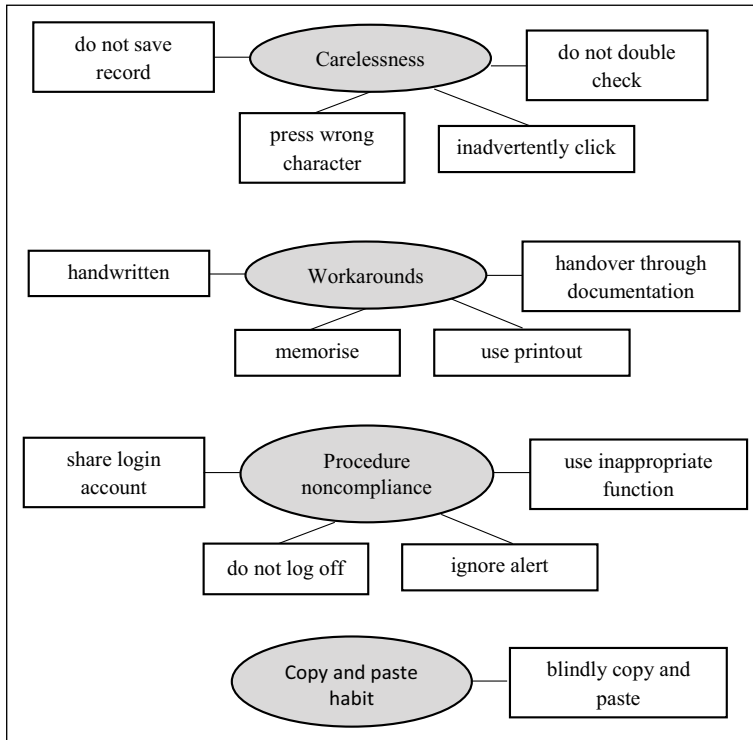 do not save
record
Carelessness
do not double
check
press wrong
character
inadvertently click
handwritten
Workarounds
handover through
documentation
memorise
use printout
share login
account
Procedure
noncompliance
use inappropriate
function
do not log off
ignore alert
Copy and paste
habit
blindly copy and
paste